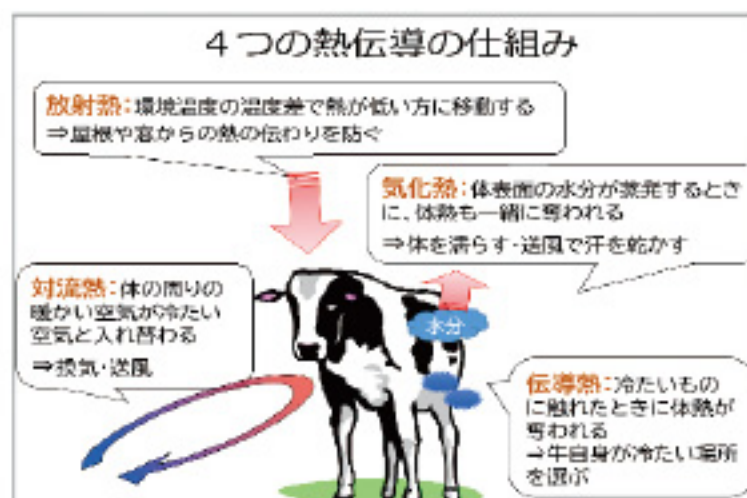 4つの熱伝導の仕組み
放射熱:環境温度の温度差で熱が低い方に移動する
⇒屋根や窓からの熱の伝わりを防ぐ
気化熱:体表面の水分が蒸発するとき
に、体熱も一緒に奪われる
⇒体を濡らす・送風で汗を乾かす
対流熱:体の周りの
暖かい空気が冷たい
空気と入れ替わる
⇒換気・送風
水分
伝導熱:冷たいもの
に触れたときに体熱が
奪われる
⇒牛自身が冷たい場所
を選ぶ